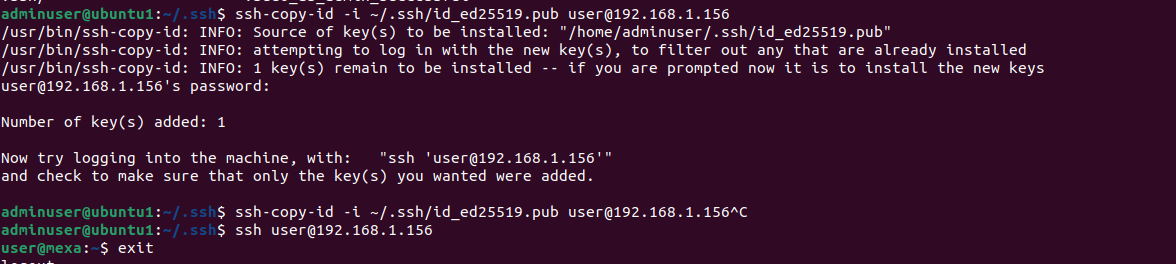 adminuser@ubuntu1:~/.ssh$ ssh-copy-id -i ~/.ssh/id_ed25519.pub user@192.168.1.156
/usr/bin/ssh-copy-id: INFO: Source of key(s) to be installed: "/home/adminuser/.ssh/id_ed25519.pub"
/usr/bin/ssh-copy-id: INFO: attempting to log in with the new key(s), to filter out any that are already installed
/usr/bin/ssh-copy-id: INFO: 1 key(s) remain to be installed -- if you are prompted now it is to install the new keys
user@192.168.1.156's password:
Number of key(s) added: 1
Now try logging into the machine, with:   "ssh 'user@192.168.1.156'"
and check to make sure that only the key(s) you wanted were added.
adminuser@ubuntu1:~/.ssh$ ssh-copy-id -i ~/.ssh/id_ed25519.pub user@192.168.1.156^C
adminuser@ubuntu1:~/.ssh$ ssh user@192.168.1.156
user@mexa:~$ exit